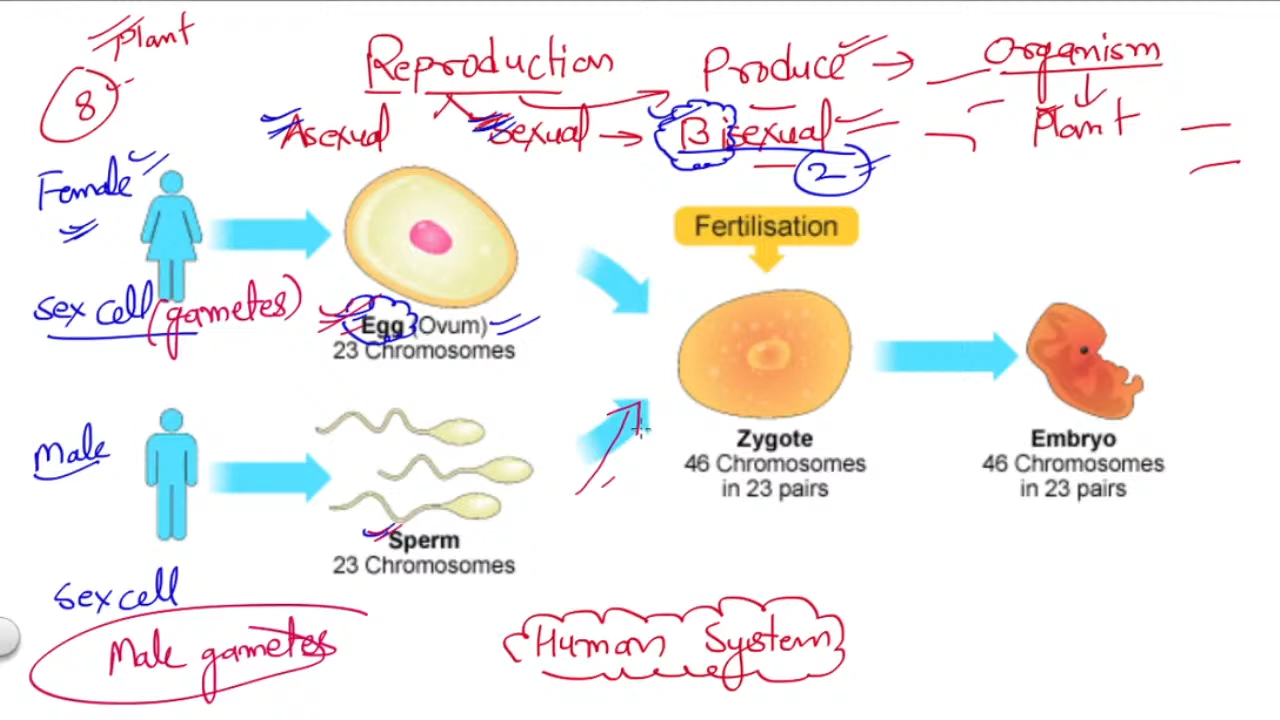 Plant
8
Reproduction
Produce → Organism
Asexual
Sexual → Bisexual
Plant
2
Female
Fertilisation
sex cell (gametes)
Egg (Ovum)
23 Chromosomes
Male
Zygote
46 Chromosomes
in 23 pairs
Embryo
46 Chromosomes
in 23 pairs
Sperm
23 Chromosomes
Sex cell
Male gametes
Human System